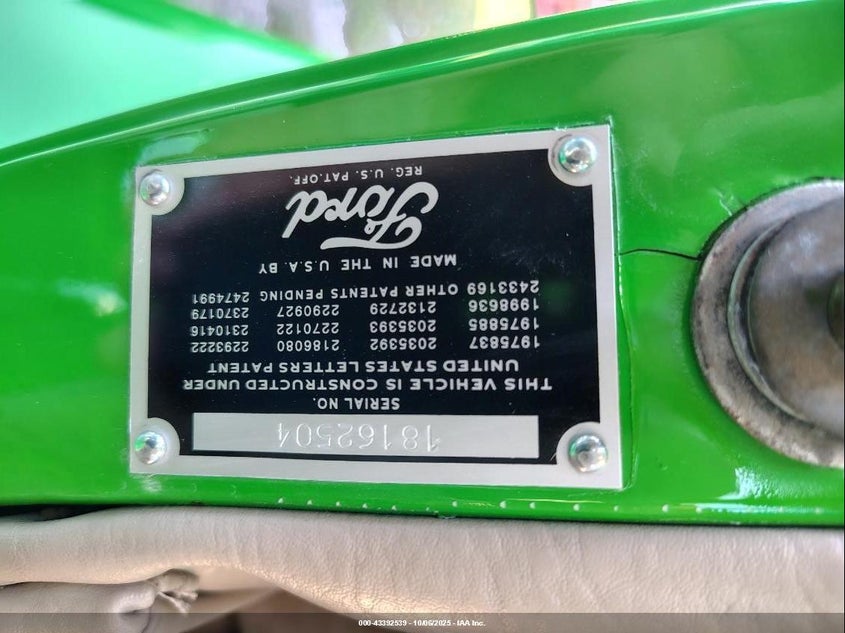 18162504
SERIAL NO.
THIS VEHICLE IS CONSTRUCTED UNDER
UNITED STATES LETTERS PATENT
1975837 2035392 2186080 2293222
1975885 2035393 2270122 2310416
1998636 2132729 2290927 2370179
2433169 OTHER PATENTS PENDING 2474991
MADE IN THE U.S.A. BY
Ford
REG. U.S. PAT. OFF.
000-43392539 - 10/06/2025 - IAA Inc.